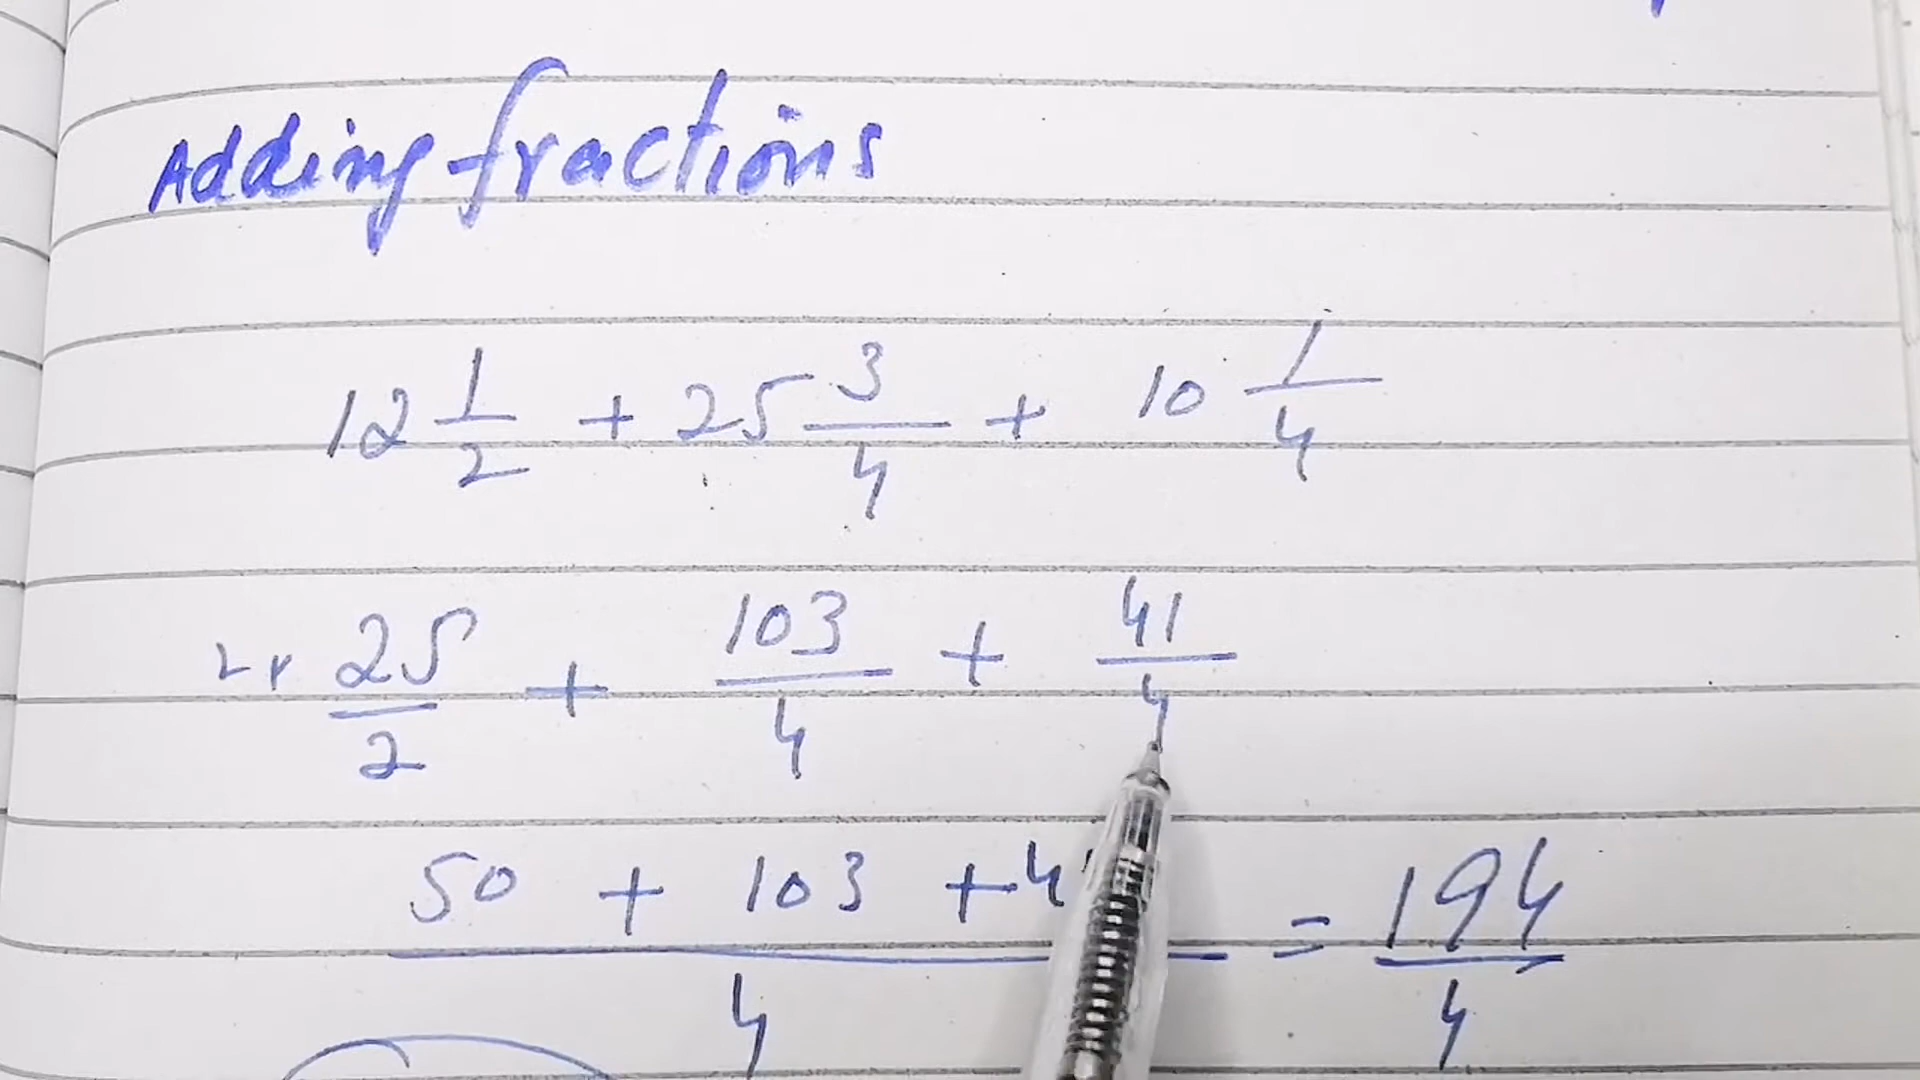 Adding fractions
12 1/2 + 25 3/4 + 10 1/4
2x 25/2 + 103/4 + 41/4
50 + 103 + 4 / 4 = 194/4